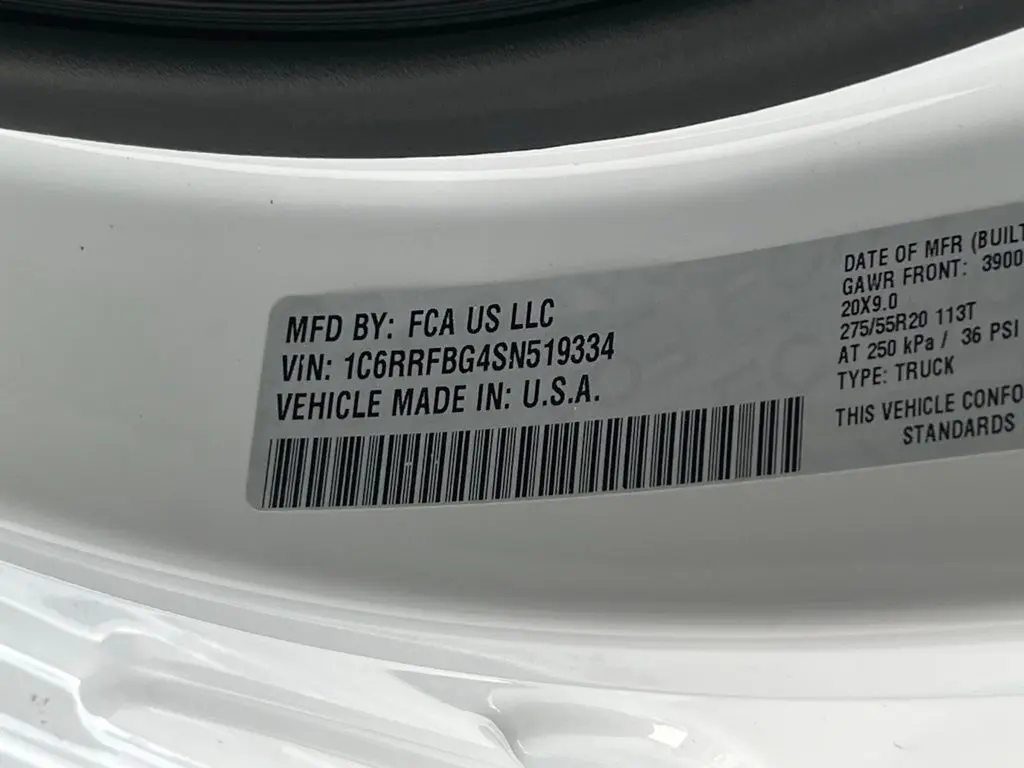 MFD BY: FCA US LLC
VIN: 1C6RRFBG4SN519334
VEHICLE MADE IN: U.S.A.
DATE OF MFR (BUILT
GAWR FRONT: 3900
20X9.0
275/55R20 113T
AT 250 kPa / 36 PSI
TYPE: TRUCK
THIS VEHICLE CONFO
STANDARDS